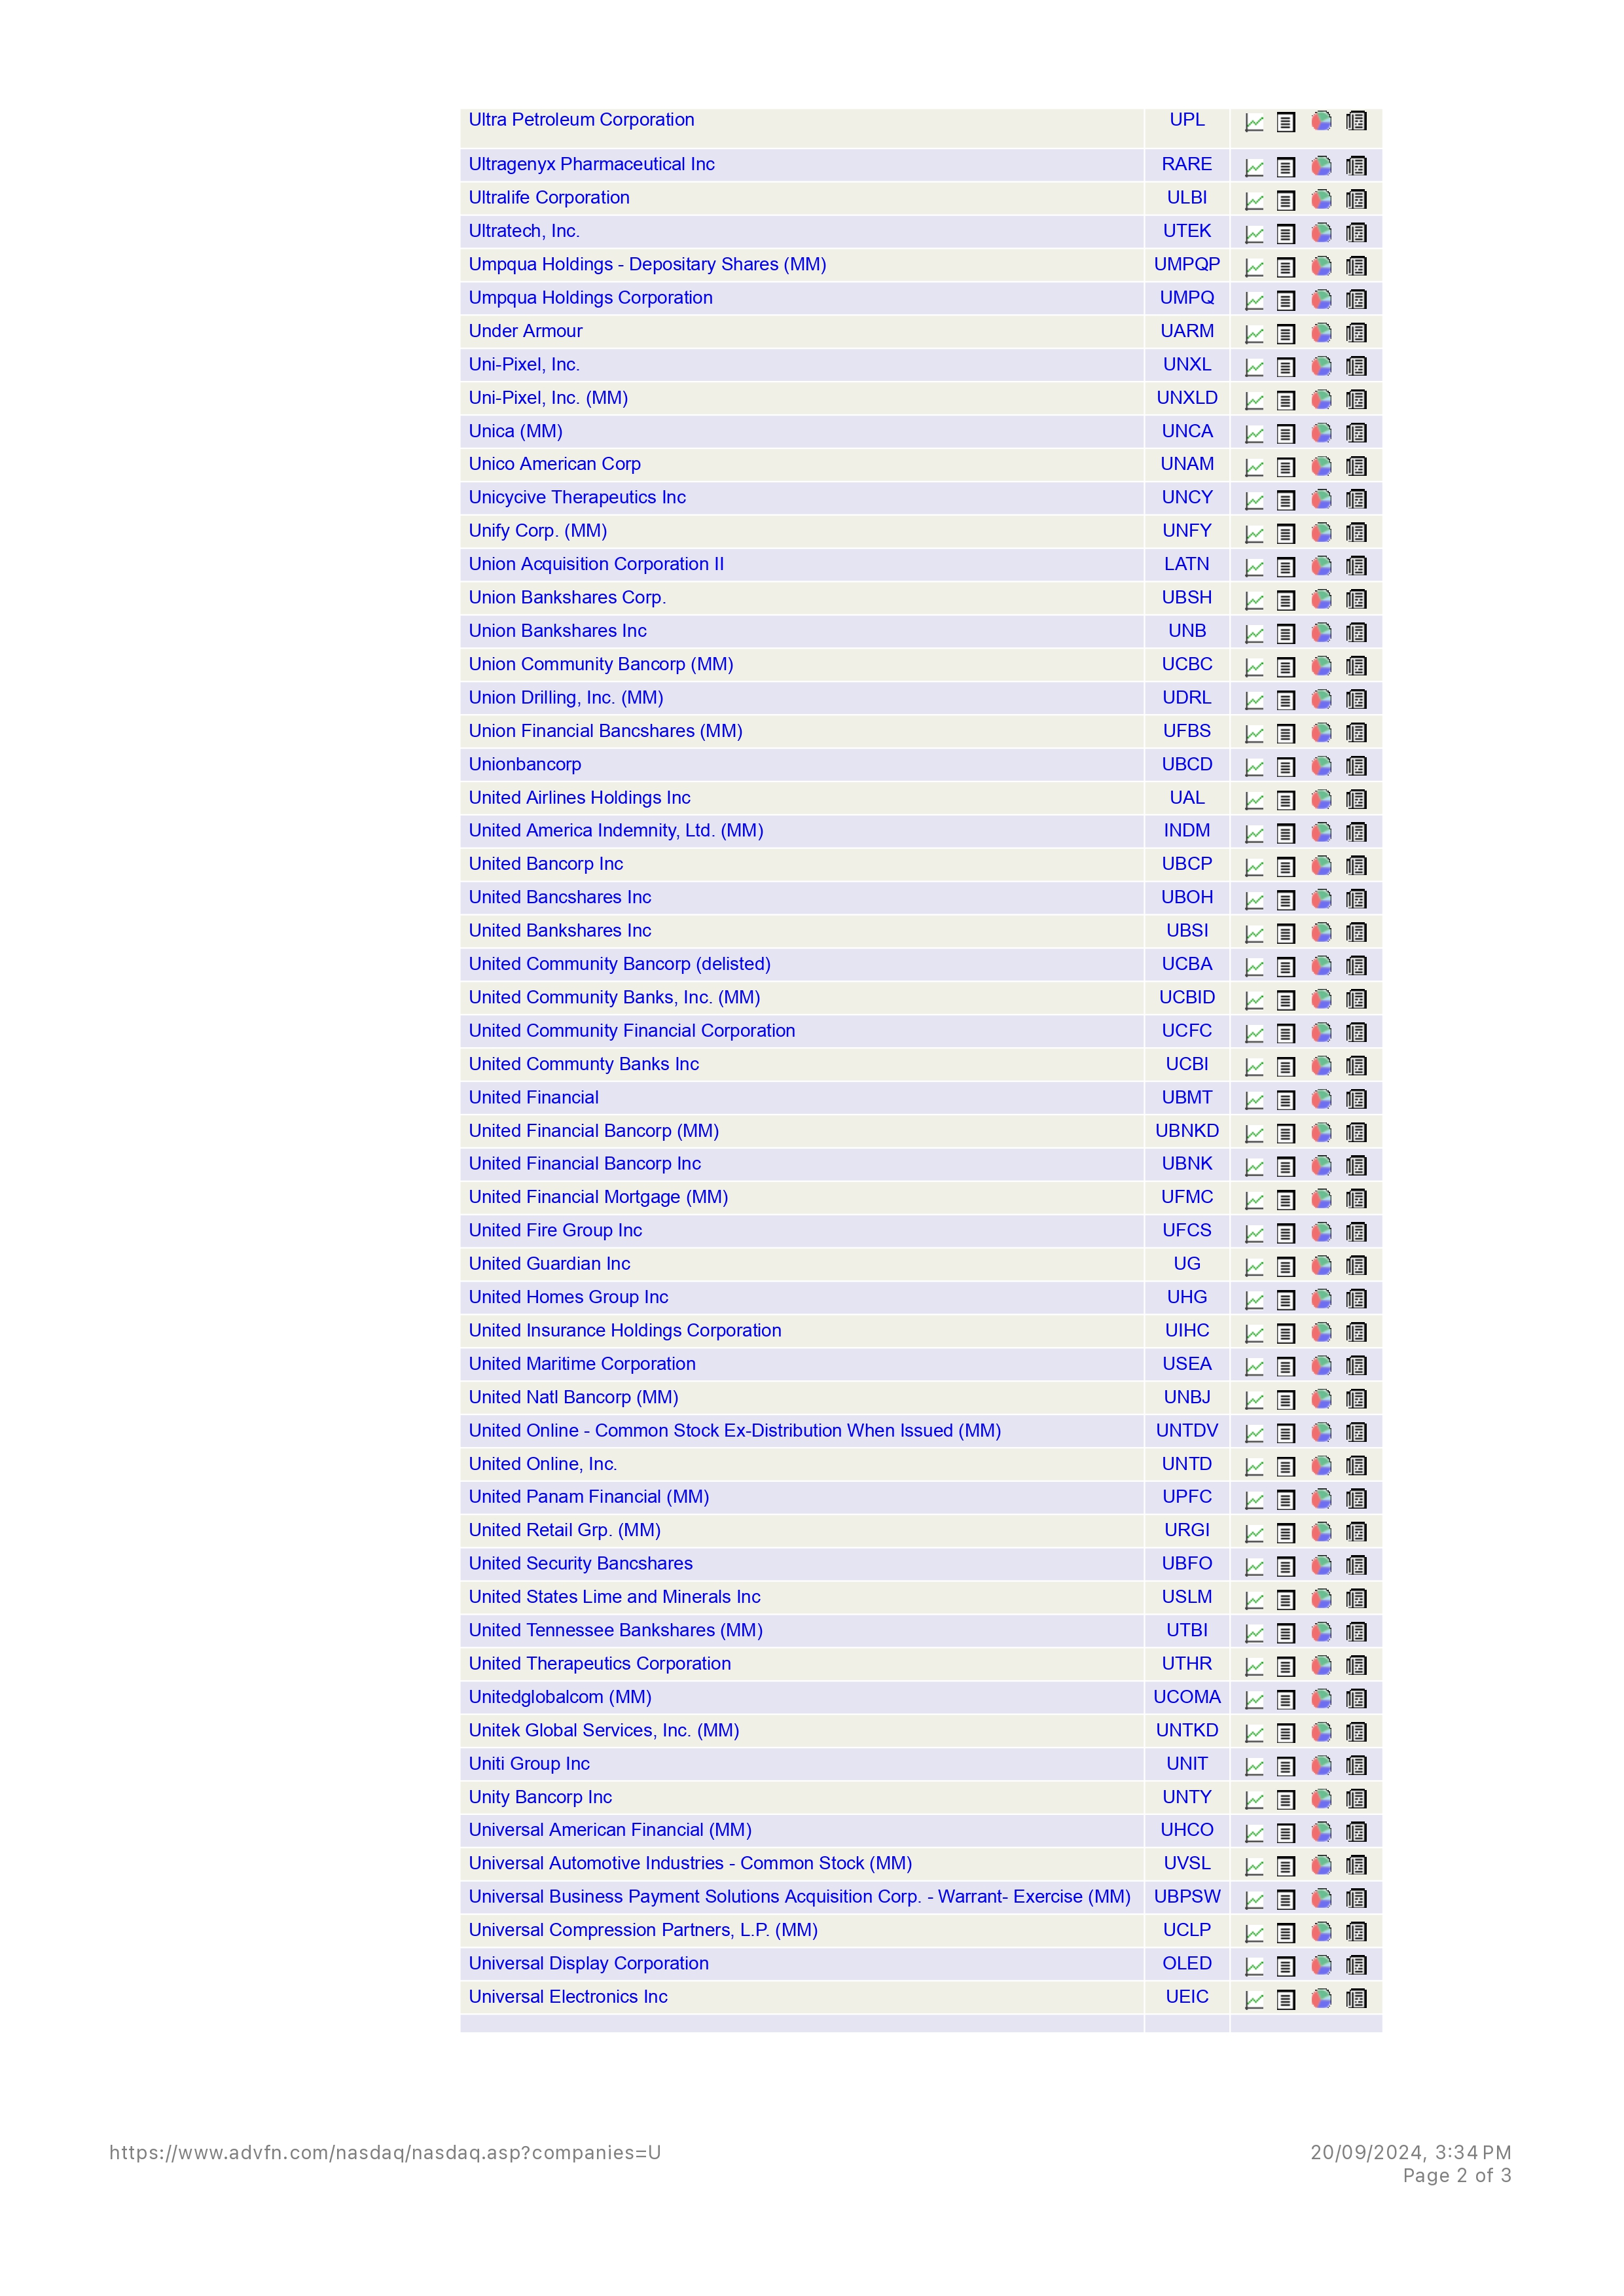 Ultra Petroleum Corporation UPL
Ultragenyx Pharmaceutical Inc RARE
Ultralife Corporation ULBI
Ultratech, Inc. UTEK
Umpqua Holdings - Depositary Shares (MM) UMPQP
Umpqua Holdings Corporation UMPQ
Under Armour UARM
Uni-Pixel, Inc. UNXL
Uni-Pixel, Inc. (MM) UNXLD
Unica (MM) UNCA
Unico American Corp UNAM
Unicycive Therapeutics Inc UNCY
Unify Corp. (MM) UNFY
Union Acquisition Corporation II LATN
Union Bankshares Corp. UBSH
Union Bankshares Inc UNB
Union Community Bancorp (MM) UCBC
Union Drilling, Inc. (MM) UDRL
Union Financial Bancshares (MM) UFBS
Unionbancorp UBCD
United Airlines Holdings Inc UAL
United America Indemnity, Ltd. (MM) INDM
United Bancorp Inc UBCP
United Bancshares Inc UBOH
United Bankshares Inc UBSI
United Community Bancorp (delisted) UCBA
United Community Banks, Inc. (MM) UCBID
United Community Financial Corporation UCFC
United Communty Banks Inc UCBI
United Financial UBMT
United Financial Bancorp (MM) UBNKD
United Financial Bancorp Inc UBNK
United Financial Mortgage (MM) UFMC
United Fire Group Inc UFCS
United Guardian Inc UG
United Homes Group Inc UHG
United Insurance Holdings Corporation UIHC
United Maritime Corporation USEA
United Natl Bancorp (MM) UNBJ
United Online - Common Stock Ex-Distribution When Issued (MM) UNTDV
United Online, Inc. UNTD
United Panam Financial (MM) UPFC
United Retail Grp. (MM) URGI
United Security Bancshares UBFO
United States Lime and Minerals Inc USLM
United Tennessee Bankshares (MM) UTBI
United Therapeutics Corporation UTHR
Unitedglobalcom (MM) UCOMA
Unitek Global Services, Inc. (MM) UNTKD
Uniti Group Inc UNIT
Unity Bancorp Inc UNTY
Universal American Financial (MM) UHCO
Universal Automotive Industries - Common Stock (MM) UVSL
Universal Business Payment Solutions Acquisition Corp. - Warrant- Exercise (MM) UBPSW
Universal Compression Partners, L.P. (MM) UCLP
Universal Display Corporation OLED
Universal Electronics Inc UEIC
https://www.advfn.com/nasdaq/nasdaq.asp?companies=U 20/09/2024, 3:34 PM
Page 2 of 3